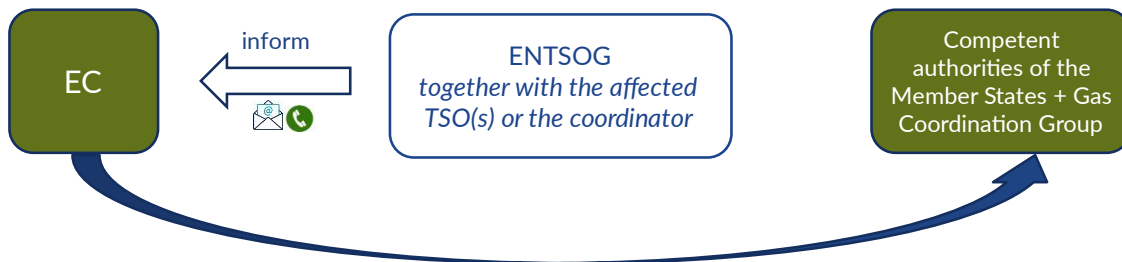 EC
inform
@
ENTSOG
together with the affected
TSO(s) or the coordinator
Competent
authorities of the
Member States + Gas
Coordination Group